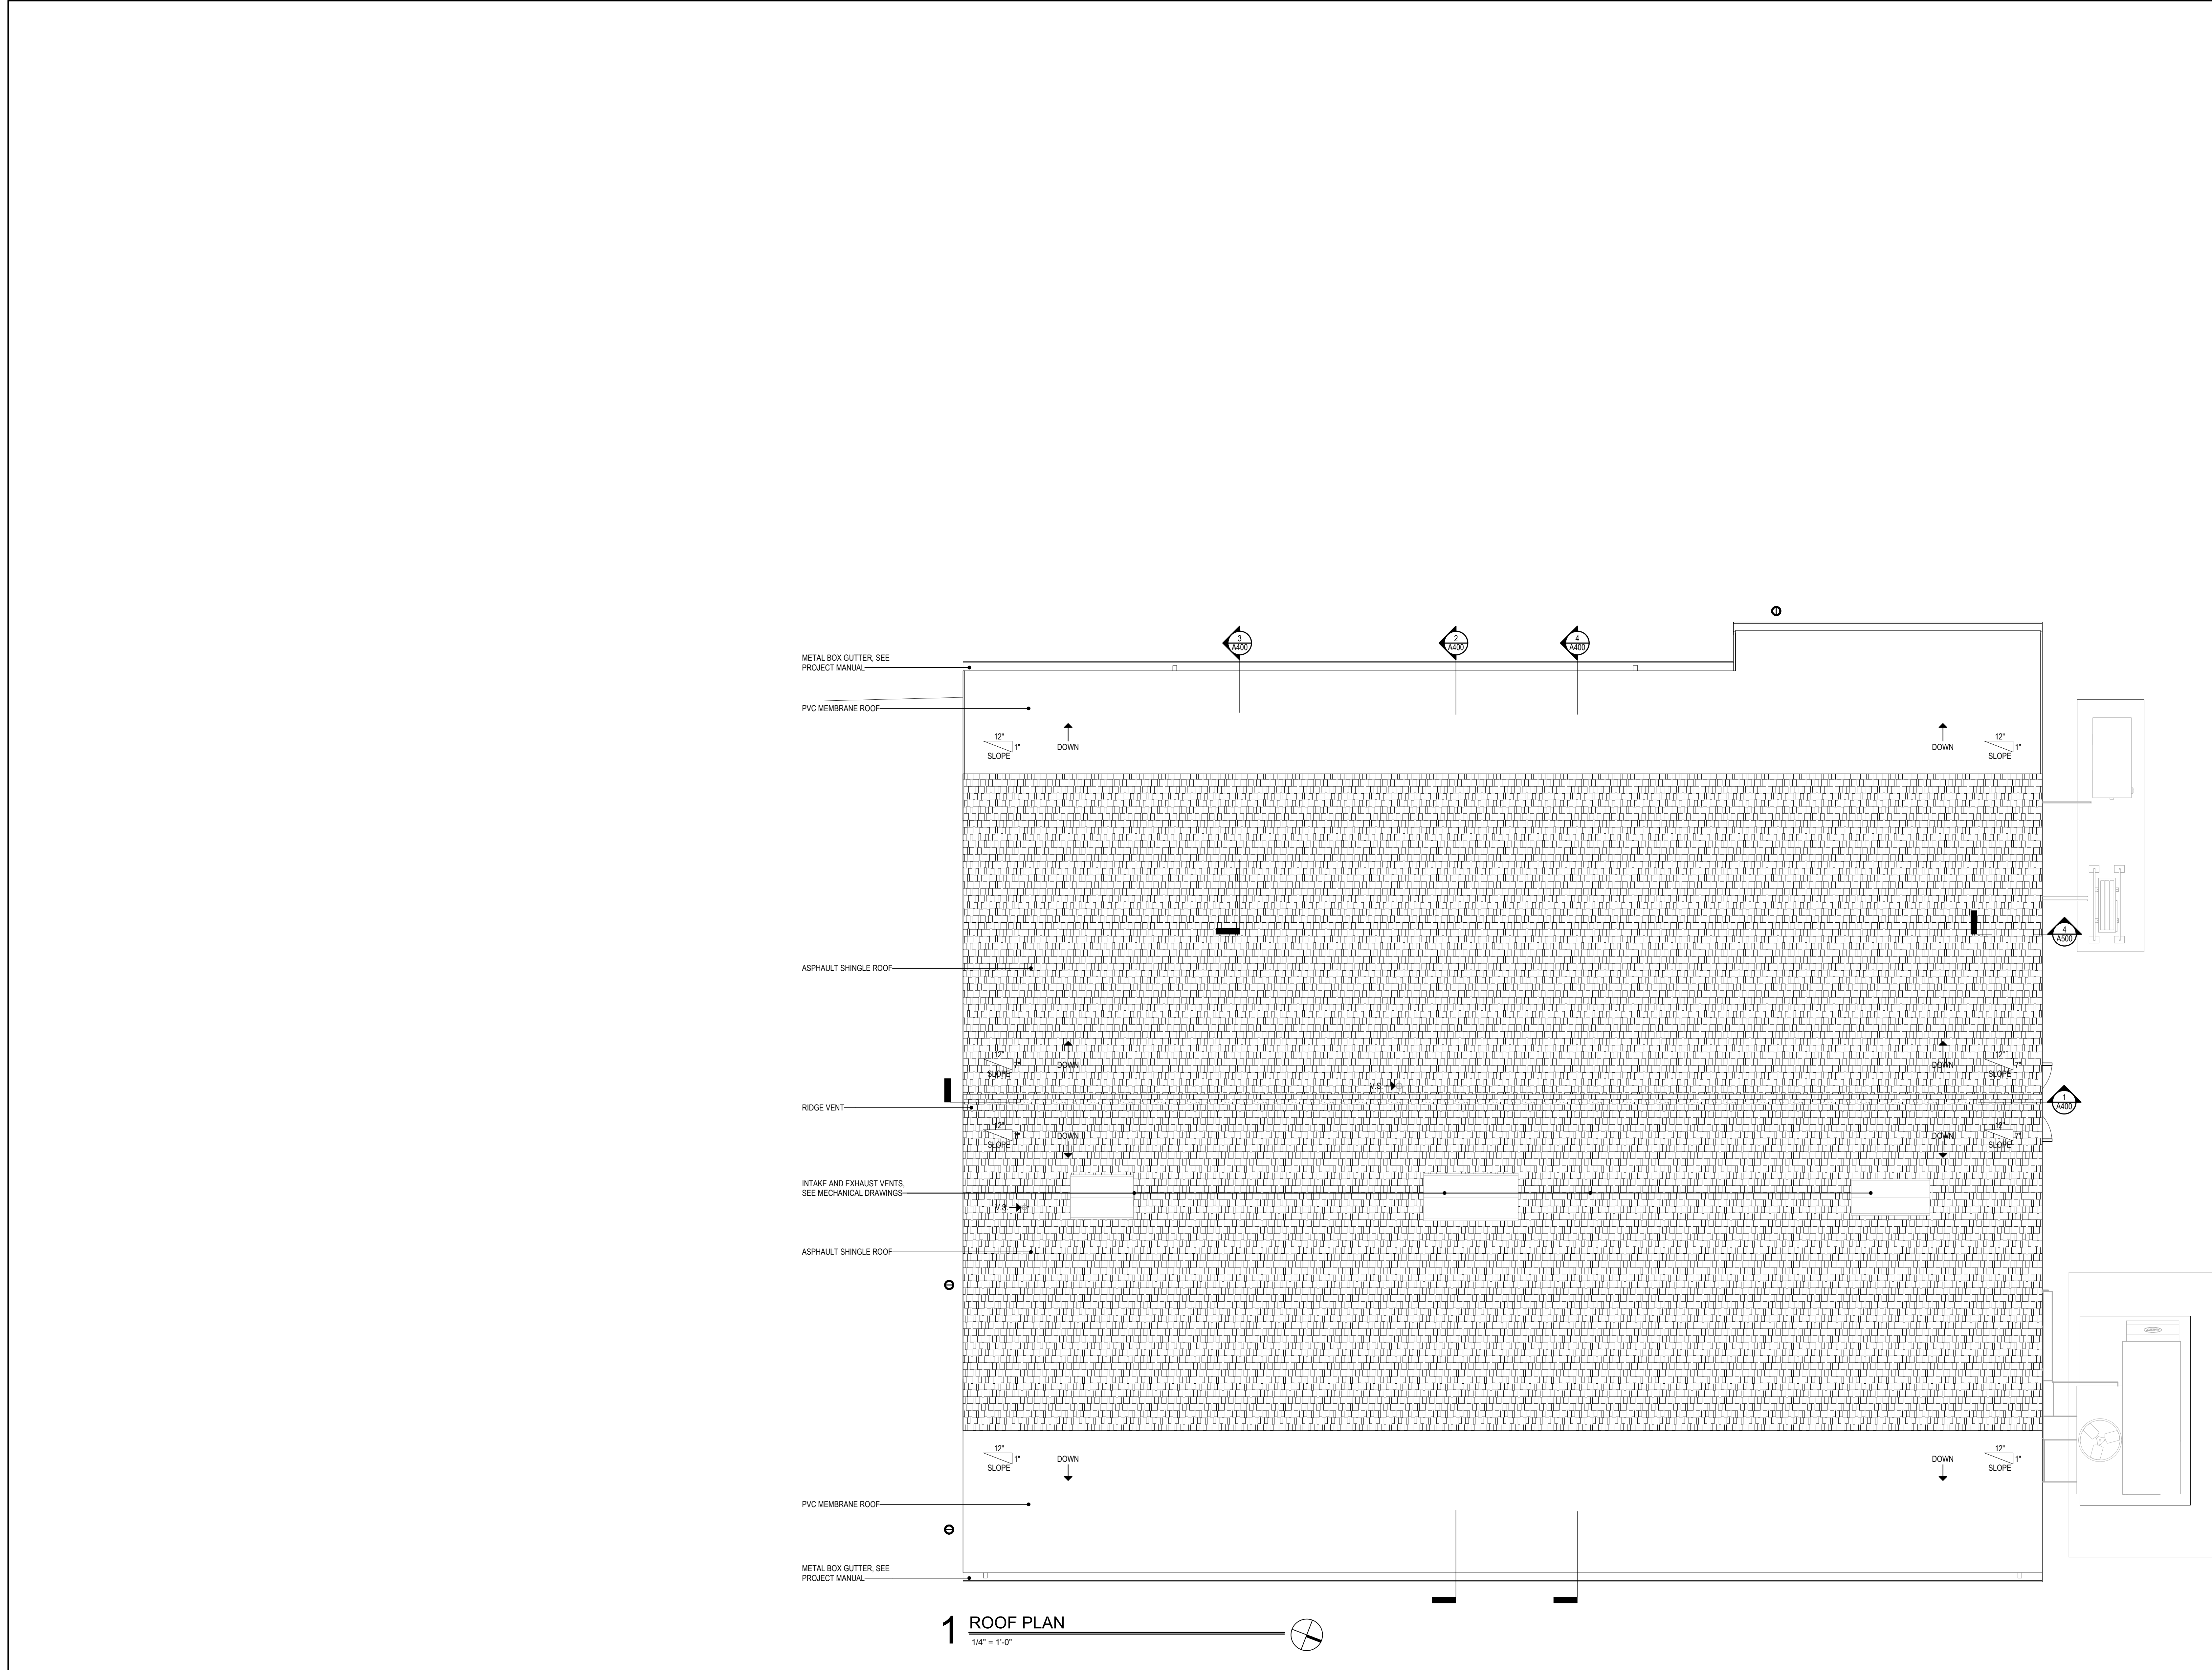 3
A400
2
A400
4
A400
METAL BOX GUTTER, SEE
PROJECT MANUAL
PVC MEMBRANE ROOF
12"
1"
SLOPE
DOWN
DOWN
12"
1"
SLOPE
4
A500
ASPHAULT SHINGLE ROOF
12"
7"
SLOPE
DOWN
DOWN
12"
7"
SLOPE
V.S.
RIDGE VENT
1
A400
12"
7"
SLOPE
DOWN
DOWN
12"
7"
SLOPE
INTAKE AND EXHAUST VENTS,
SEE MECHANICAL DRAWINGS
V.S.
ASPHAULT SHINGLE ROOF
12"
1"
SLOPE
DOWN
DOWN
12"
1"
SLOPE
PVC MEMBRANE ROOF
METAL BOX GUTTER, SEE
PROJECT MANUAL
1 ROOF PLAN
1/4" = 1'-0"